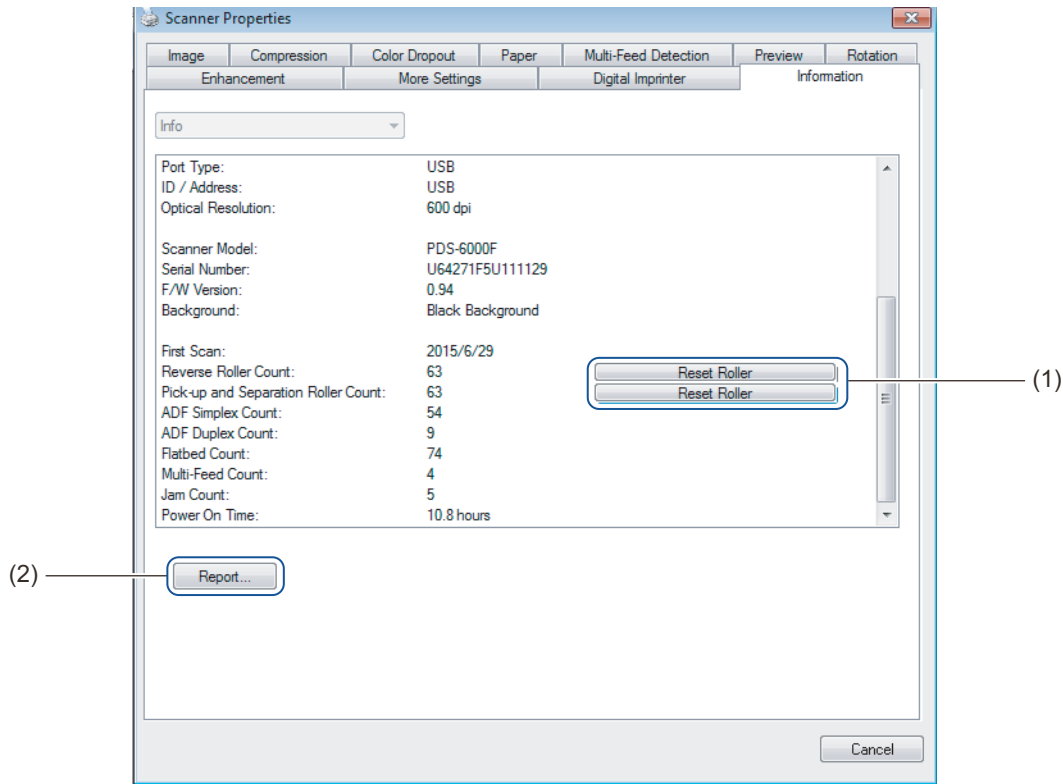 Scanner Properties
Image Compression Color Dropout Paper Multi-Feed Detection Preview Rotation
Enhancement More Settings Digital Imprinter Information
Info
Port Type: USB
ID / Address: USB
Optical Resolution: 600 dpi
Scanner Model: PDS-6000F
Serial Number: U64271F5U111129
F/W Version: 0.94
Background: Black Background
First Scan: 2015/6/29
Reverse Roller Count: 63 Reset Roller
(1)
Pick-up and Separation Roller Count: 63 Reset Roller
ADF Simplex Count: 54
ADF Duplex Count: 9
Flatbed Count: 74
Multi-Feed Count: 4
Jam Count: 5
Power On Time: 10.8 hours
(2) Report...
Cancel